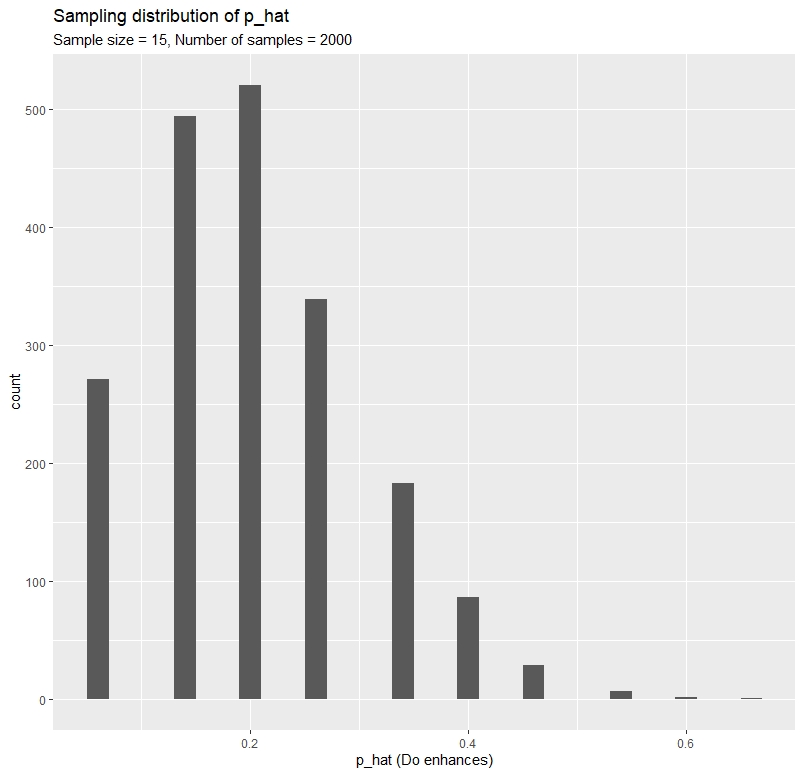 Sampling distribution of p_hat
Sample size = 15, Number of samples = 2000
500
400
300
200
100
0
count
0.2 0.4 0.6
p_hat (Do enhances)